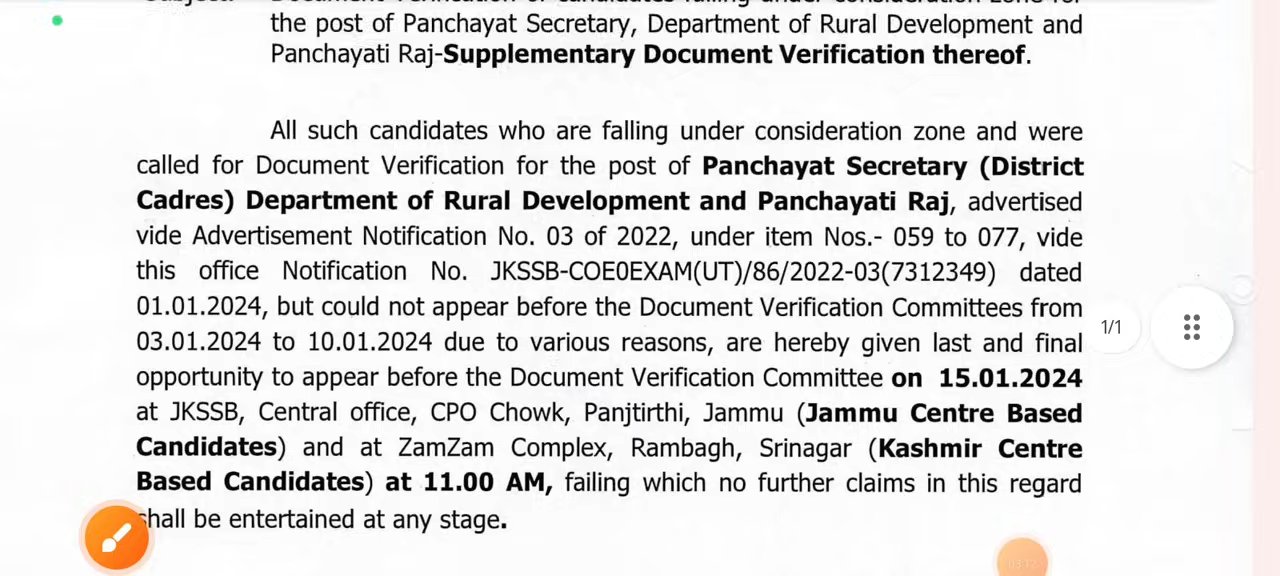 the post of Panchayat Secretary, Department of Rural Development and
Panchayati Raj-Supplementary Document Verification thereof.
All such candidates who are falling under consideration zone and were
called for Document Verification for the post of Panchayat Secretary (District
Cadres) Department of Rural Development and Panchayati Raj, advertised
vide Advertisement Notification No. 03 of 2022, under item Nos.- 059 to 077, vide
this office Notification No. JKSSB-COE0EXAM(UT)/86/2022-03(7312349) dated
01.01.2024, but could not appear before the Document Verification Committees from
03.01.2024 to 10.01.2024 due to various reasons, are hereby given last and final
1/1
opportunity to appear before the Document Verification Committee on 15.01.2024
at JKSSB, Central office, CPO Chowk, Panjtirthi, Jammu (Jammu Centre Based
Candidates) and at ZamZam Complex, Rambagh, Srinagar (Kashmir Centre
Based Candidates) at 11.00 AM, failing which no further claims in this regard
shall be entertained at any stage.
03:12